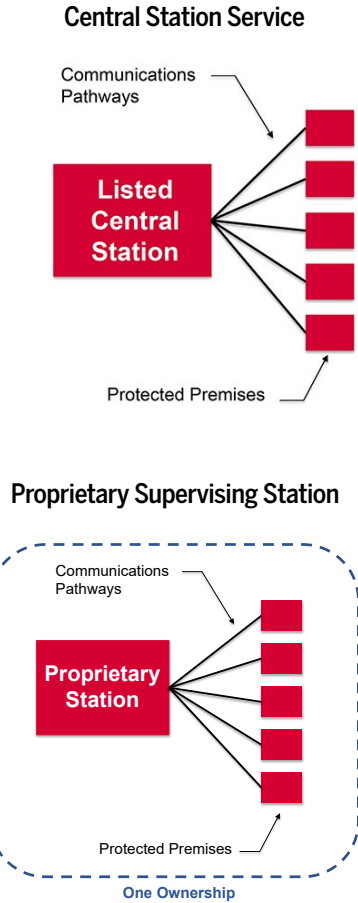 Central Station Service
Communications
Pathways
Listed
Central
Station
Protected Premises
Proprietary Supervising Station
Communications
Pathways
Proprietary
Station
Protected Premises
One Ownership